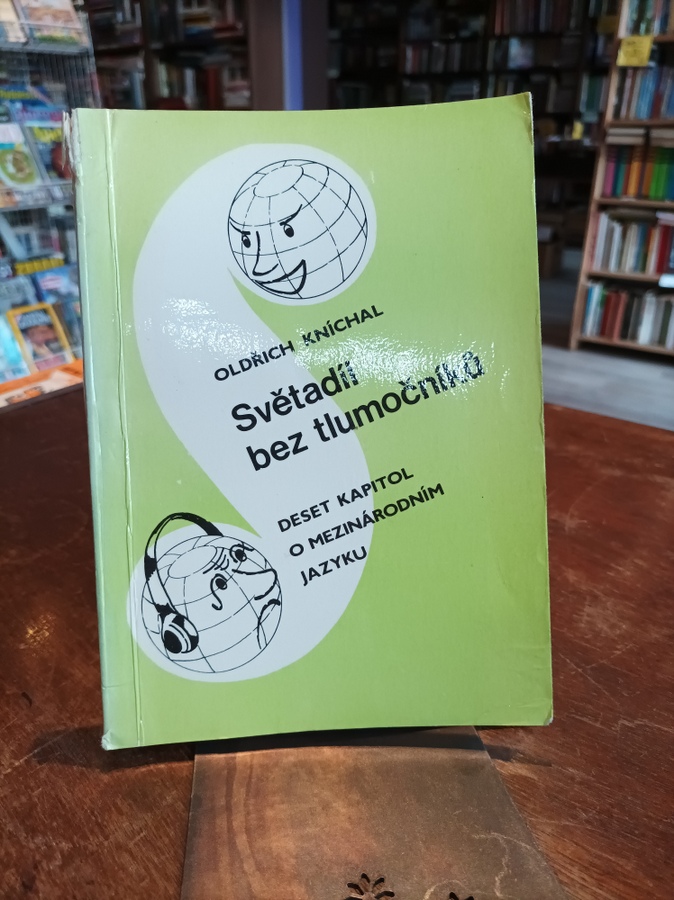 OLDŘICH KNÍCHAL
Světadíl
bez tlumočníků
DESET KAPITOL
O MEZINÁRODNÍM
JAZYKU